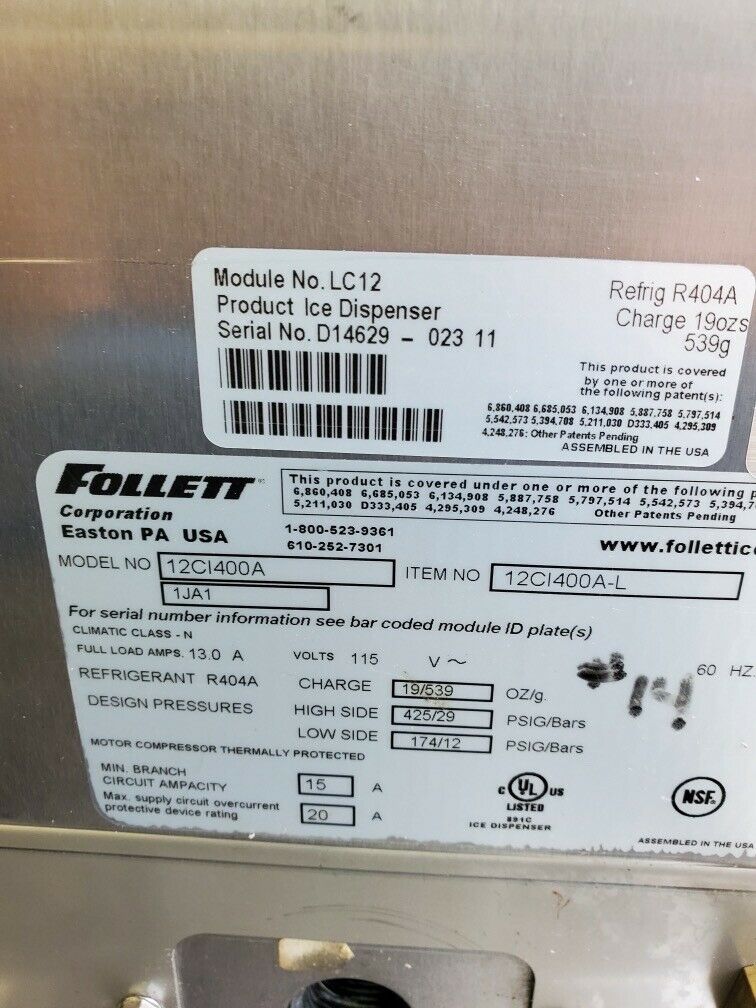 Module No. LC12
Product Ice Dispenser
Serial No. D14629 - 023 11
Refrig R404A
Charge 19ozs
539g
This product is covered
by one or more of
the following patent(s):
6,860,408 6,685,053 6,134,908 5,887,758 5,797,514
5,542,573 5,394,708 5,211,030 D333,405 4,295,309
4,248,276: Other Patents Pending
ASSEMBLED IN THE USA
FOLLETT
Corporation
Easton PA USA
This product is covered under one or more of the following
6,860,408 6,685,053 6,134,908 5,887,758 5,797,514 5,542,573
5,211,030 D333,405 4,295,309 4,248,276 Other Patents Pending
1-800-523-9361
610-252-7301
www.follettic
MODEL NO 12CI400A ITEM NO 12CI400A-L
1JA1
For serial number information see bar coded module ID plate(s)
CLIMATIC CLASS - N
FULL LOAD AMPS. 13.0 A VOLTS 115 V ~ 60 HZ.
REFRIGERANT R404A CHARGE 19/539 OZ/g.
DESIGN PRESSURES HIGH SIDE 425/29 PSIG/Bars
LOW SIDE 174/12 PSIG/Bars
#14
MOTOR COMPRESSOR THERMALLY PROTECTED
MIN. BRANCH
CIRCUIT AMPACITY 15 A
Max. supply circuit overcurrent
protective device rating 20 A
C UL US
LISTED
891C
ICE DISPENSER
NSF
ASSEMBLED IN THE USA